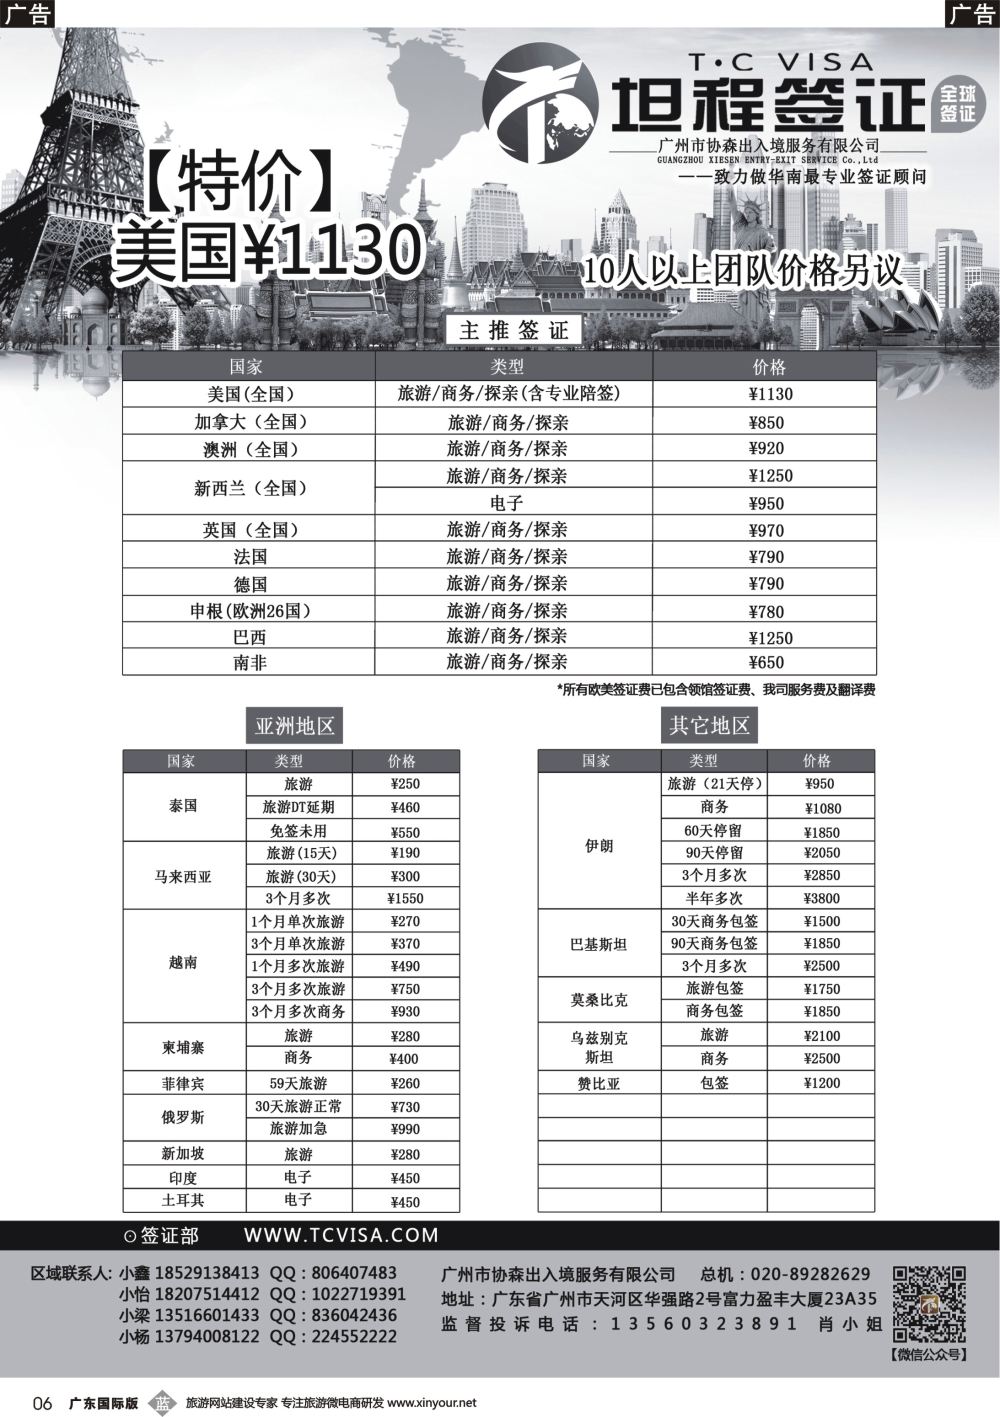 广告
广告
T·C VISA
坦程签证
全球
签证
广州市协森出入境服务有限公司
GUANGZHOU XIESEN ENTRY-EXIT SERVICE Co.,Ltd
——致力做华南最专业签证顾问
【特价】
美国¥1130
10人以上团队价格另议
主推签证
国家 类型 价格
美国(全国) 旅游/商务/探亲(含专业陪签) ¥1130
加拿大（全国） 旅游/商务/探亲 ¥850
澳洲（全国） 旅游/商务/探亲 ¥920
新西兰（全国） 旅游/商务/探亲 ¥1250
电子 ¥950
英国（全国） 旅游/商务/探亲 ¥970
法国 旅游/商务/探亲 ¥790
德国 旅游/商务/探亲 ¥790
申根(欧洲26国） 旅游/商务/探亲 ¥780
巴西 旅游/商务/探亲 ¥1250
南非 旅游/商务/探亲 ¥650
*所有欧美签证费已包含领馆签证费、我司服务费及翻译费
亚洲地区
国家 类型 价格
泰国 旅游 ¥250
旅游DT延期 ¥460
免签未用 ¥550
马来西亚 旅游(15天) ¥190
旅游(30天) ¥300
3个月多次 ¥1550
越南 1个月单次旅游 ¥270
3个月单次旅游 ¥370
1个月多次旅游 ¥490
3个月多次旅游 ¥750
3个月多次商务 ¥930
柬埔寨 旅游 ¥280
商务 ¥400
菲律宾 59天旅游 ¥260
俄罗斯 30天旅游正常 ¥730
旅游加急 ¥990
新加坡 旅游 ¥280
印度 电子 ¥450
土耳其 电子 ¥450
其它地区
国家 类型 价格
伊朗 旅游（21天停） ¥950
商务 ¥1080
60天停留 ¥1850
90天停留 ¥2050
3个月多次 ¥2850
半年多次 ¥3800
巴基斯坦 30天商务包签 ¥1500
90天商务包签 ¥1850
3个月多次 ¥2500
莫桑比克 旅游包签 ¥1750
商务包签 ¥1850
乌兹别克
斯坦 旅游 ¥2100
商务 ¥2500
赞比亚 包签 ¥1200
⊙签证部 WWW.TCVISA.COM
区域联系人: 小鑫 18529138413 QQ：806407483
小怡 18207514412 QQ：1022719391
小梁 13516601433 QQ：836042436
小杨 13794008122 QQ：224552222
广州市协森出入境服务有限公司 总机：020-89282629
地址：广东省广州市天河区华强路2号富力盈丰大厦23A35
监督投诉电话：13560323891 肖小姐
【微信公众号】
06 广东国际版 蓝 旅游网站建设专家 专注旅游微电商研发 www.xinyour.net